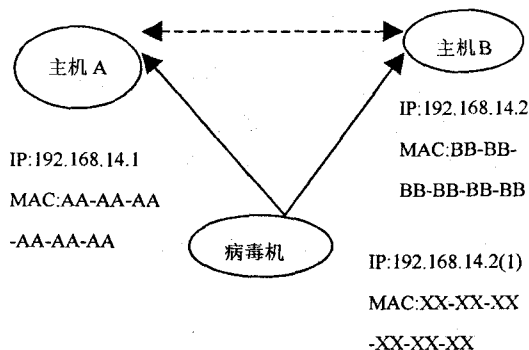 主机 A
主机 B
IP:192.168.14.1
MAC:AA-AA-AA
-AA-AA-AA
IP:192.168.14.2
MAC:BB-BB-
BB-BB-BB-BB
病毒机
IP:192.168.14.2(1)
MAC:XX-XX-XX
-XX-XX-XX